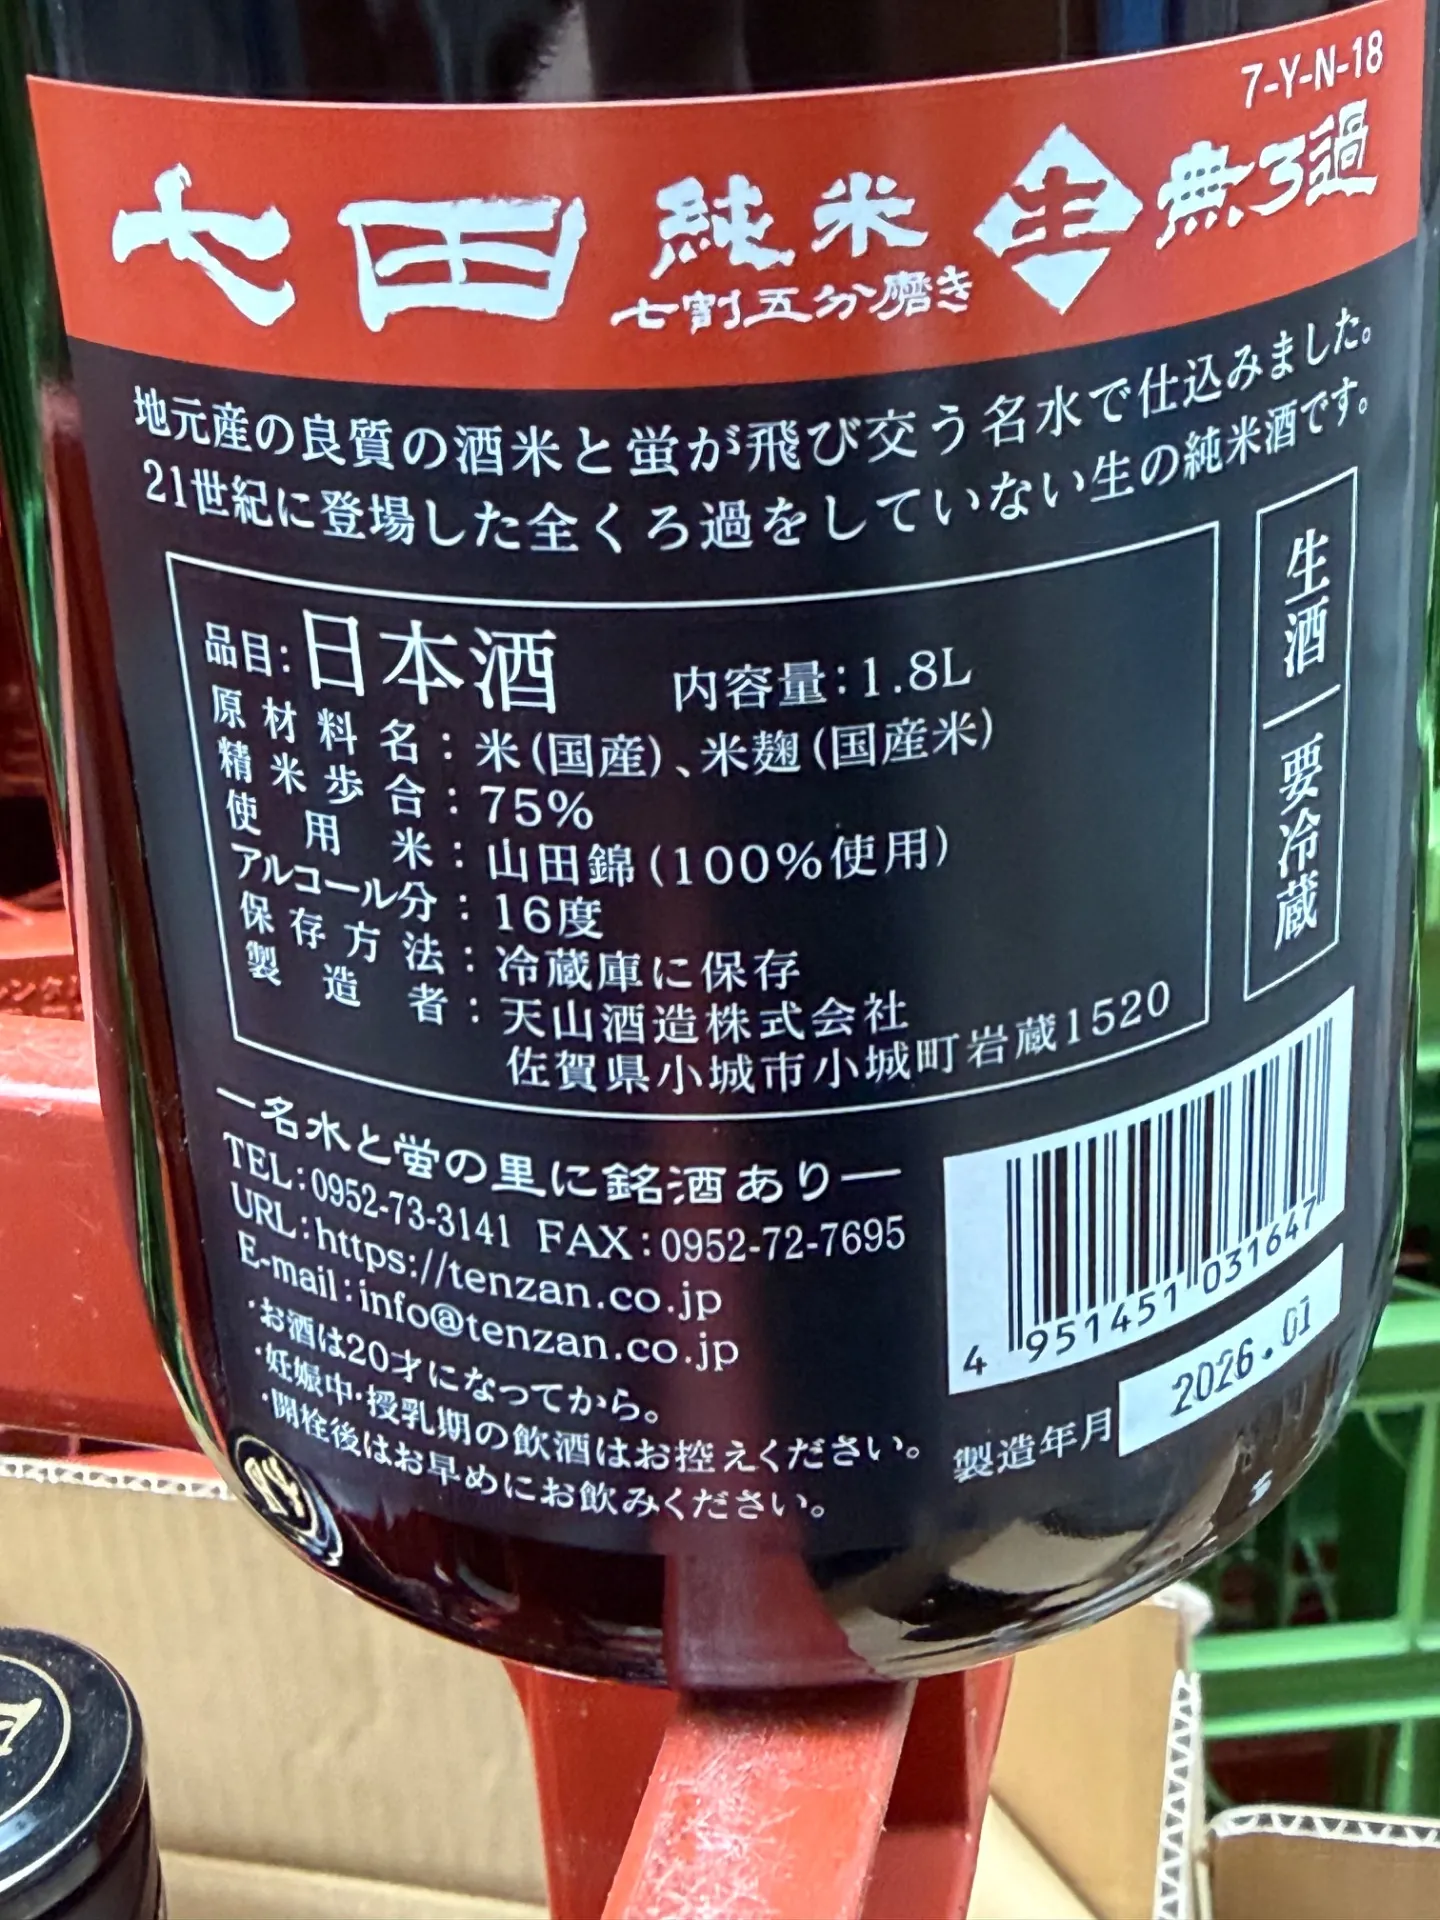 7-Y-N-18
七田 純米 生 無ろ過
七割五分磨き
地元産の良質の酒米と蛍が飛び交う名水で仕込みました。
21世紀に登場した全くろ過をしていない生の純米酒です。
生酒 要冷蔵
品目:日本酒 内容量:1.8L
原材料名:米(国産)、米麹(国産米)
精米歩合:75%
使用米:山田錦(100%使用)
アルコール分:16度
保存方法:冷蔵庫に保存
製造者:天山酒造株式会社
佐賀県小城市小城町岩蔵1520
―名水と蛍の里に銘酒あり―
TEL:0952-73-3141 FAX:0952-72-7695
URL:https://tenzan.co.jp
E-mail:info@tenzan.co.jp
・お酒は20才になってから。
・妊娠中・授乳期の飲酒はお控えください。
・開栓後はお早めにお飲みください。
4 951451 031647
製造年月 2026.01